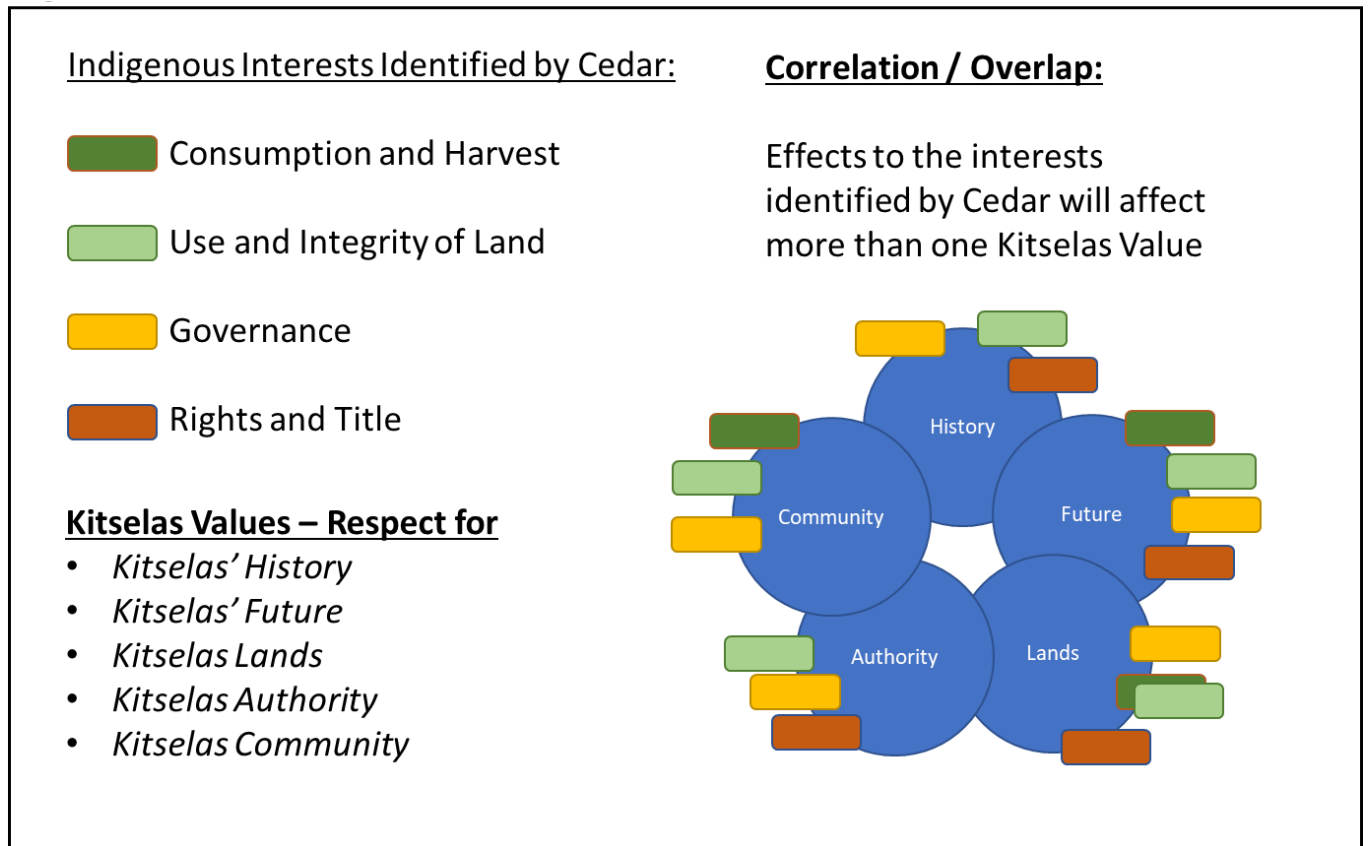 Indigenous Interests Identified by Cedar:
Consumption and Harvest
Use and Integrity of Land
Governance
Rights and Title
Kitselas Values – Respect for
• Kitselas' History
• Kitselas' Future
• Kitselas Lands
• Kitselas Authority
• Kitselas Community
Correlation / Overlap:
Effects to the interests
identified by Cedar will affect
more than one Kitselas Value
History
Community
Future
Authority
Lands